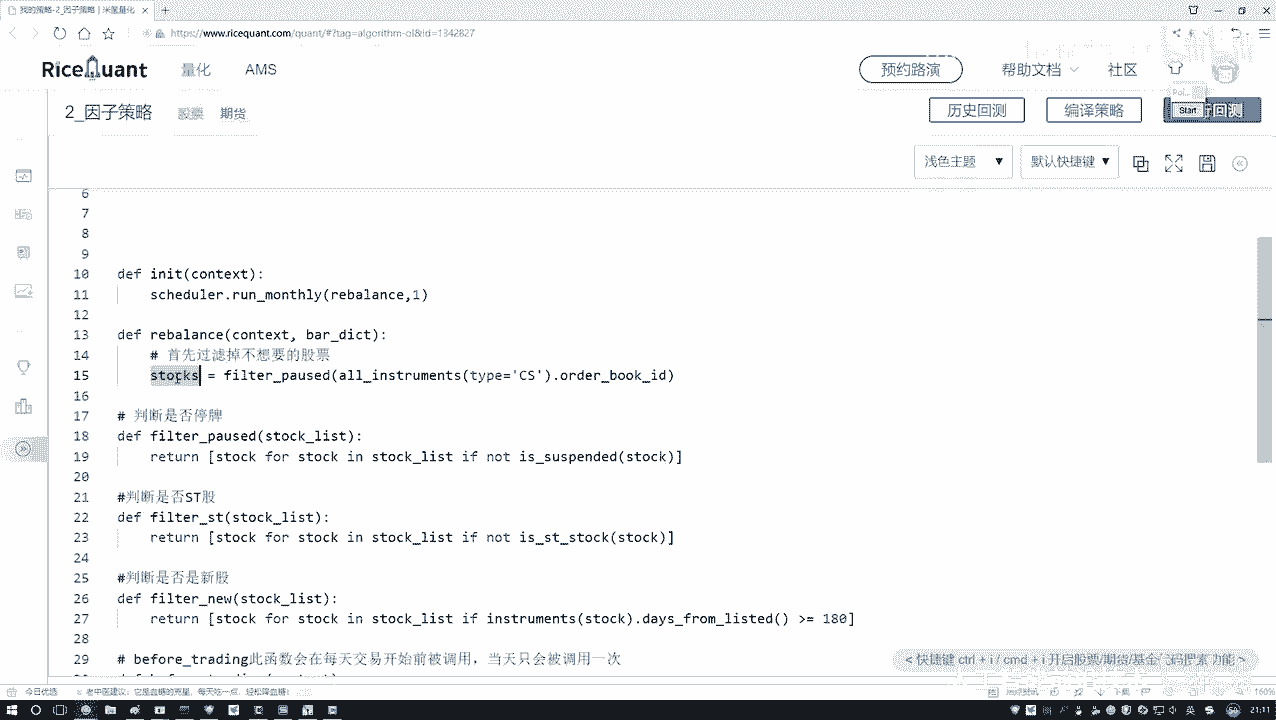 我的策略-2_因子策略 | 米筐量化
https://www.ricequant.com/quant/#?tag=algorithm-ol&id=1342827
RiceQuant 量化 AMS 预约路演 帮助文档 社区
2_因子策略 股票 期货 历史回测 编译策略 回测
Start
浅色主题 ▼ 默认快捷键 ▼
6
7
8
9
10 def init(context):
11 scheduler.run_monthly(rebalance,1)
12
13 def rebalance(context, bar_dict):
14 # 首先过滤掉不想要的股票
15 stocks = filter_paused(all_instruments(type='CS').order_book_id)
16
17 # 判断是否停牌
18 def filter_paused(stock_list):
19 return [stock for stock in stock_list if not is_suspended(stock)]
20
21 #判断是否ST股
22 def filter_st(stock_list):
23 return [stock for stock in stock_list if not is_st_stock(stock)]
24
25 #判断是否是新股
26 def filter_new(stock_list):
27 return [stock for stock in stock_list if instruments(stock).days_from_listed() >= 180]
28
29 # before_trading此函数会在每天交易开始前被调用，当天只会被调用一次
<快捷键 ctrl + i / cmd + i 开启股票/期货/基金
今日优选
160%
21:11